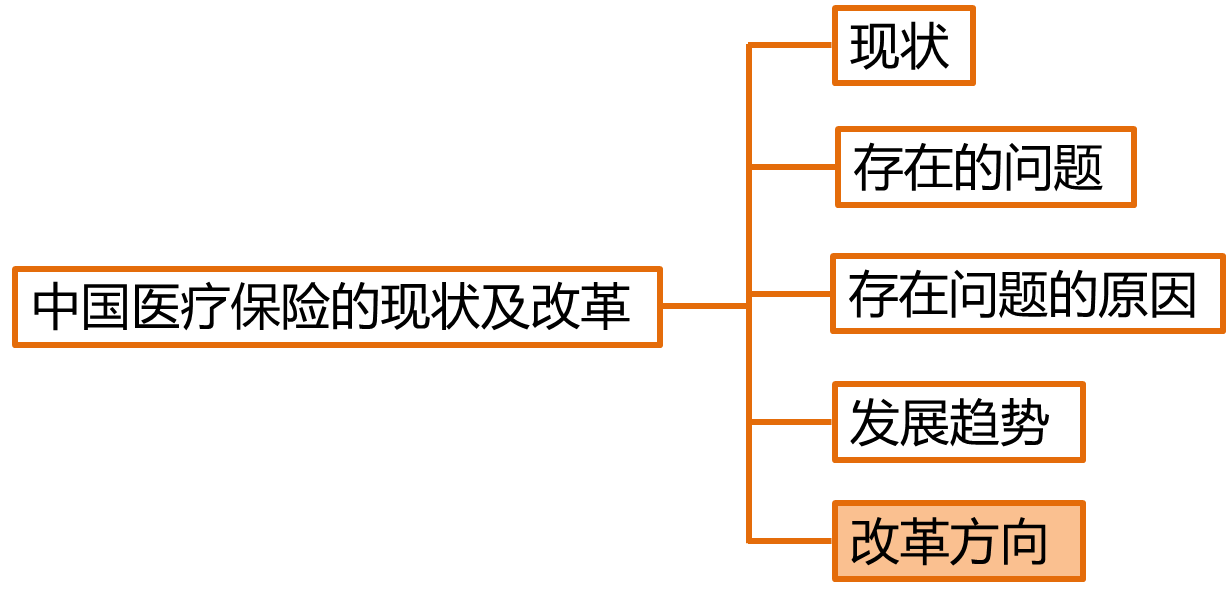 现状
存在的问题
中国医疗保险的现状及改革
存在问题的原因
发展趋势
改革方向